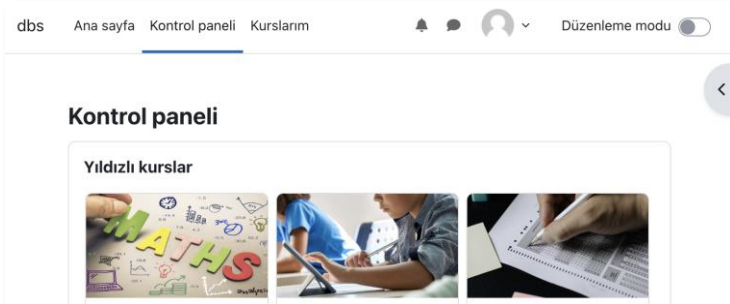 dbs Ana sayfa Kontrol paneli Kurslarım Düzenleme modu
Kontrol paneli
Yıldızlı kurslar
MATHS